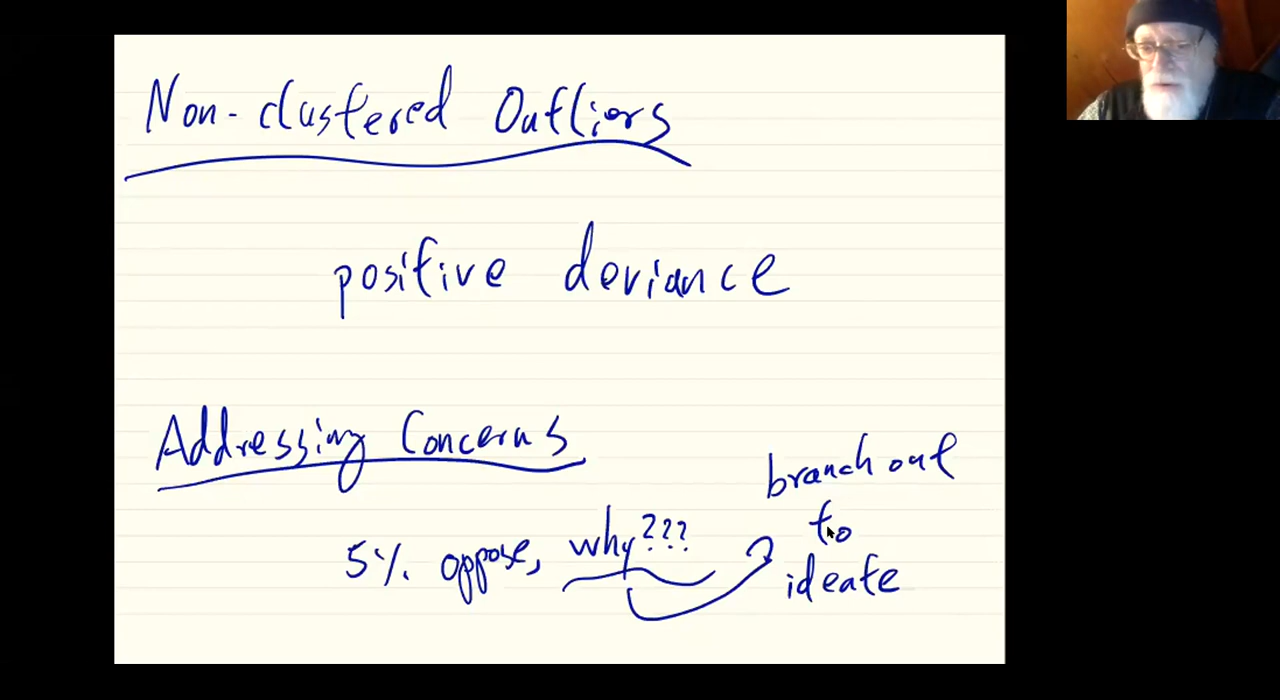 Non-clustered Outliers
positive deviance
Addressing Concerns
5% oppose, why???
branch out
to
ideate